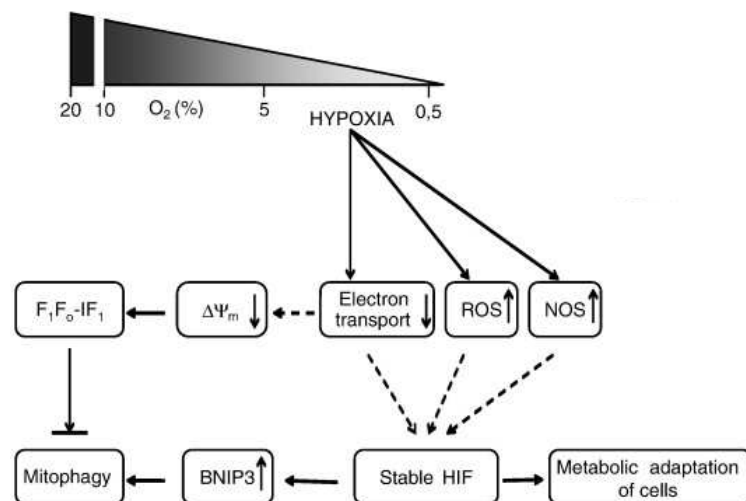 20 10 O₂ (%) 5 0,5
HYPOXIA
F₁Fₒ-IF₁
ΔΨₘ
Electron
transport
ROS
NOS
Mitophagy
BNIP3
Stable HIF
Metabolic adaptation
of cells